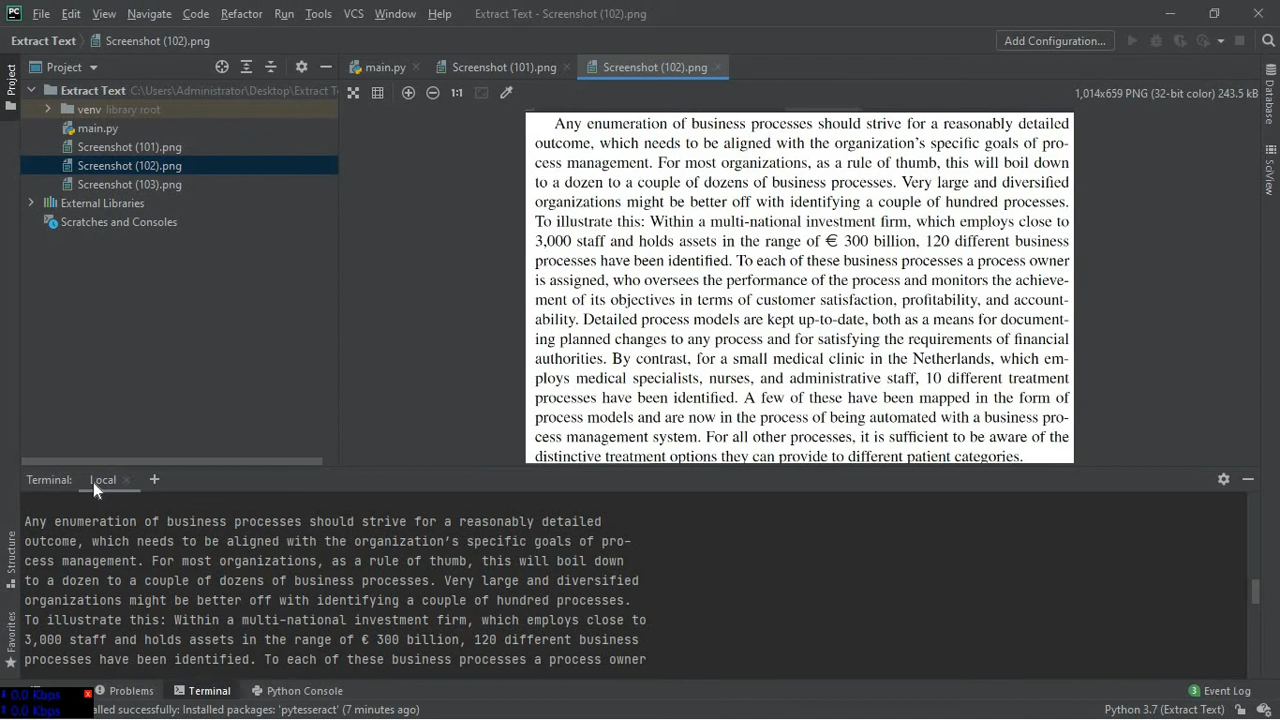 File Edit View Navigate Code Refactor Run Tools VCS Window Help Extract Text - Screenshot (102).png
Extract Text Screenshot (102).png Add Configuration...
Project
main.py Screenshot (101).png Screenshot (102).png
Project
Extract Text C:\Users\Administrator\Desktop\Extract T
venv library root
main.py
Screenshot (101).png
Screenshot (102).png
Screenshot (103).png
External Libraries
Scratches and Consoles
1:1
1,014x659 PNG (32-bit color) 243.5 kB
Any enumeration of business processes should strive for a reasonably detailed
outcome, which needs to be aligned with the organization's specific goals of pro-
cess management. For most organizations, as a rule of thumb, this will boil down
to a dozen to a couple of dozens of business processes. Very large and diversified
organizations might be better off with identifying a couple of hundred processes.
To illustrate this: Within a multi-national investment firm, which employs close to
3,000 staff and holds assets in the range of € 300 billion, 120 different business
processes have been identified. To each of these business processes a process owner
is assigned, who oversees the performance of the process and monitors the achieve-
ment of its objectives in terms of customer satisfaction, profitability, and account-
ability. Detailed process models are kept up-to-date, both as a means for document-
ing planned changes to any process and for satisfying the requirements of financial
authorities. By contrast, for a small medical clinic in the Netherlands, which em-
ploys medical specialists, nurses, and administrative staff, 10 different treatment
processes have been identified. A few of these have been mapped in the form of
process models and are now in the process of being automated with a business pro-
cess management system. For all other processes, it is sufficient to be aware of the
distinctive treatment options they can provide to different patient categories.
Database
SciView
Terminal: Local
Any enumeration of business processes should strive for a reasonably detailed
outcome, which needs to be aligned with the organization's specific goals of pro-
cess management. For most organizations, as a rule of thumb, this will boil down
to a dozen to a couple of dozens of business processes. Very large and diversified
organizations might be better off with identifying a couple of hundred processes.
To illustrate this: Within a multi-national investment firm, which employs close to
3,000 staff and holds assets in the range of € 300 billion, 120 different business
processes have been identified. To each of these business processes a process owner
Structure
Favorites
Problems Terminal Python Console 3 Event Log
0.0 Kbps
0.0 Kbps
alled successfully: Installed packages: 'pytesseract' (7 minutes ago) Python 3.7 (Extract Text)